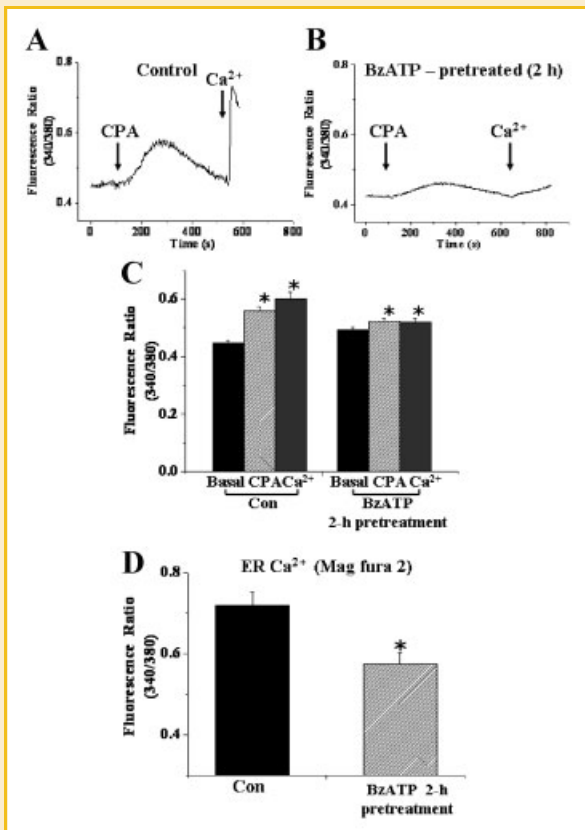 A
Control
Ca2+
CPA
Fluorescence Ratio
(340/380)
0.8
0.6
0.4
0 200 400 600 800
Time (s)
B
BzATP – pretreated (2 h)
CPA
Ca2+
Fluorescence Ratio
(340/380)
0.8
0.6
0.4
0 200 400 600 800
Time (s)
C
Fluorescence Ratio
(340/380)
0.6
0.4
0.2
0.0
* * * *
Basal CPA Ca2+ Basal CPA Ca2+
Con BzATP
2-h pretreatment
D
ER Ca2+ (Mag fura 2)
Fluorescence Ratio
(340/380)
0.8
0.6
0.4
*
Con BzATP 2-h
pretreatment